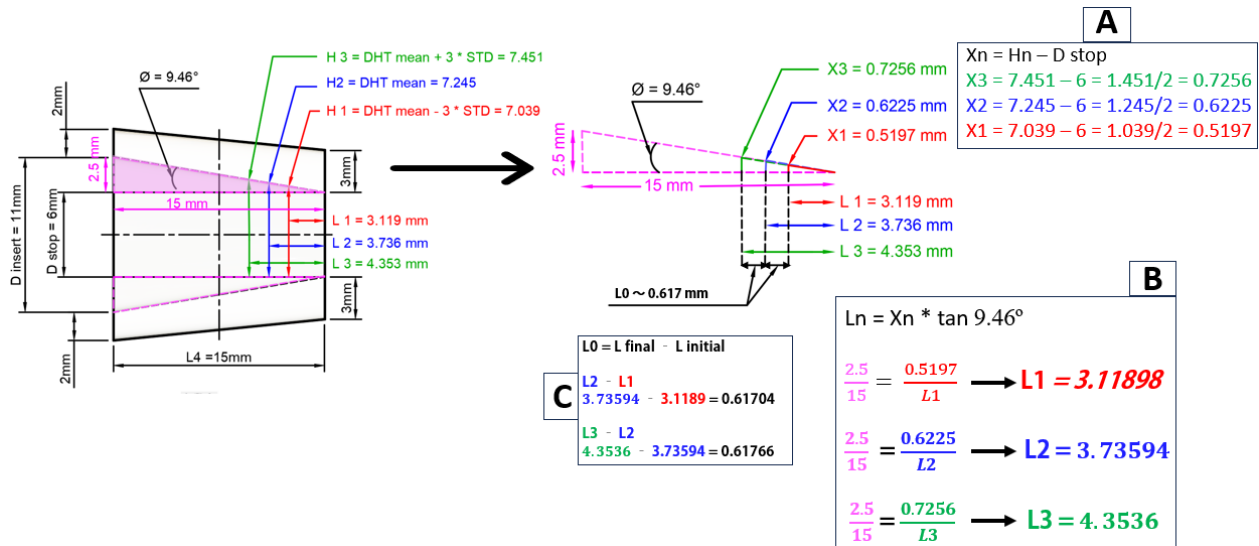 H 3 = DHT mean + 3 * STD = 7.451
H2 = DHT mean = 7.245
H 1 = DHT mean - 3 * STD = 7.039
Ø = 9.46°
2mm
2.5 mm
3mm
D insert = 11mm
D stop = 6mm
15 mm
L 1 = 3.119 mm
L 2 = 3.736 mm
L 3 = 4.353 mm
3mm
2mm
L4 =15mm
Ø = 9.46°
X3 = 0.7256 mm
X2 = 0.6225 mm
X1 = 0.5197 mm
2.5 mm
15 mm
L 1 = 3.119 mm
L 2 = 3.736 mm
L 3 = 4.353 mm
L0 ~ 0.617 mm
A
Xn = Hn – D stop
X3 = 7.451 – 6 = 1.451/2 = 0.7256
X2 = 7.245 – 6 = 1.245/2 = 0.6225
X1 = 7.039 – 6 = 1.039/2 = 0.5197
B
Ln = Xn * tan 9.46º
2.5/15 = 0.5197/L1 L1 = 3.11898
2.5/15 = 0.6225/L2 L2 = 3.73594
2.5/15 = 0.7256/L3 L3 = 4.3536
C
L0 = L final - L initial
L2 - L1
3.73594 - 3.1189 = 0.61704
L3 - L2
4.3536 - 3.73594 = 0.61766